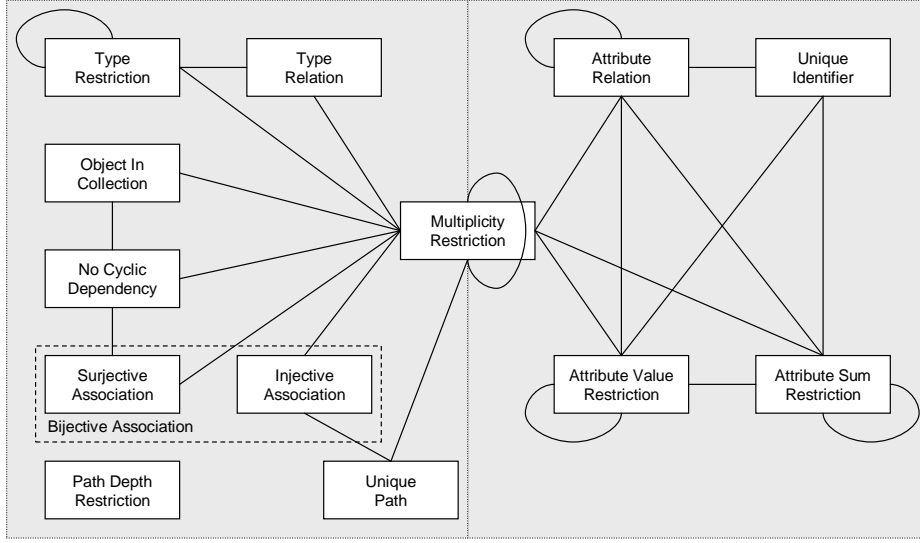 Type
Restriction
Type
Relation
Attribute
Relation
Unique
Identifier
Object In
Collection
Multiplicity
Restriction
No Cyclic
Dependency
Surjective
Association
Injective
Association
Bijective Association
Attribute Value
Restriction
Attribute Sum
Restriction
Path Depth
Restriction
Unique
Path